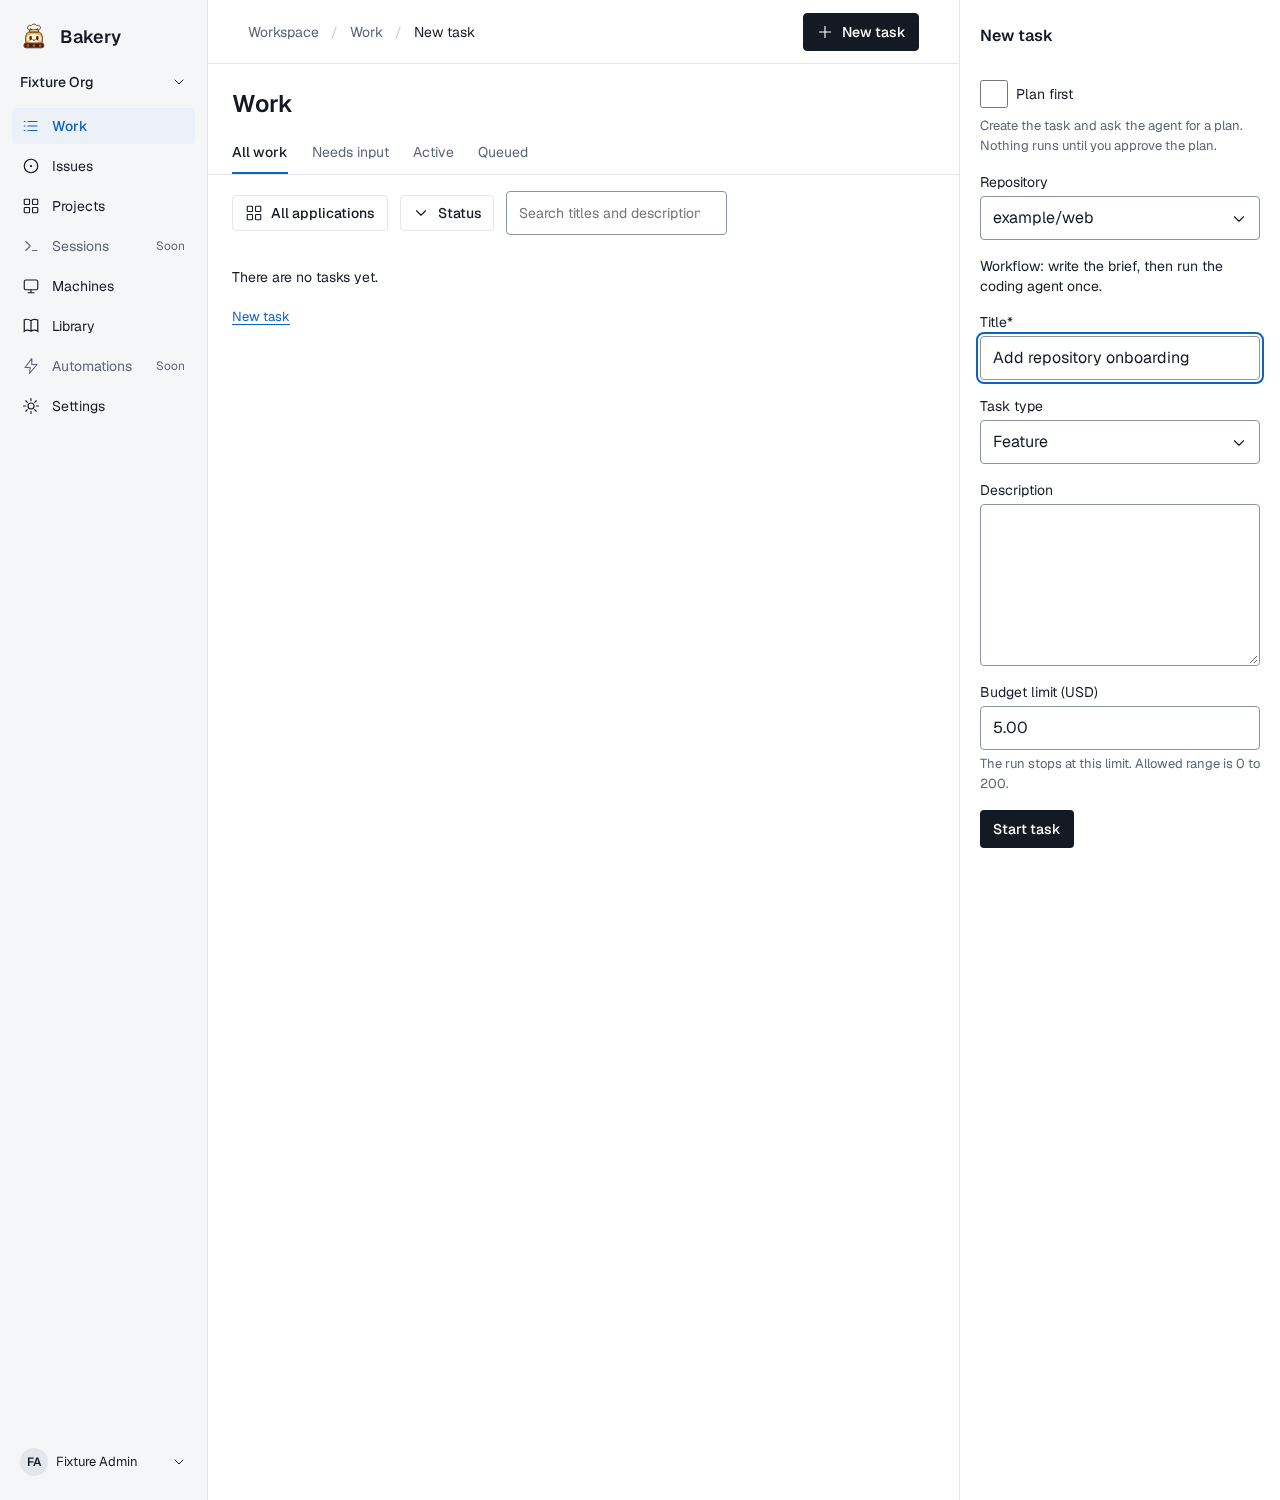 Bakery
Fixture Org
Work
Issues
Projects
Sessions Soon
Machines
Library
Automations Soon
Settings
FA Fixture Admin
Workspace / Work / New task
New task
Work
All work Needs input Active Queued
All applications Status Search titles and description
There are no tasks yet.
New task
New task
Plan first
Create the task and ask the agent for a plan.
Nothing runs until you approve the plan.
Repository
example/web
Workflow: write the brief, then run the
coding agent once.
Title*
Add repository onboarding
Task type
Feature
Description
Budget limit (USD)
5.00
The run stops at this limit. Allowed range is 0 to
200.
Start task